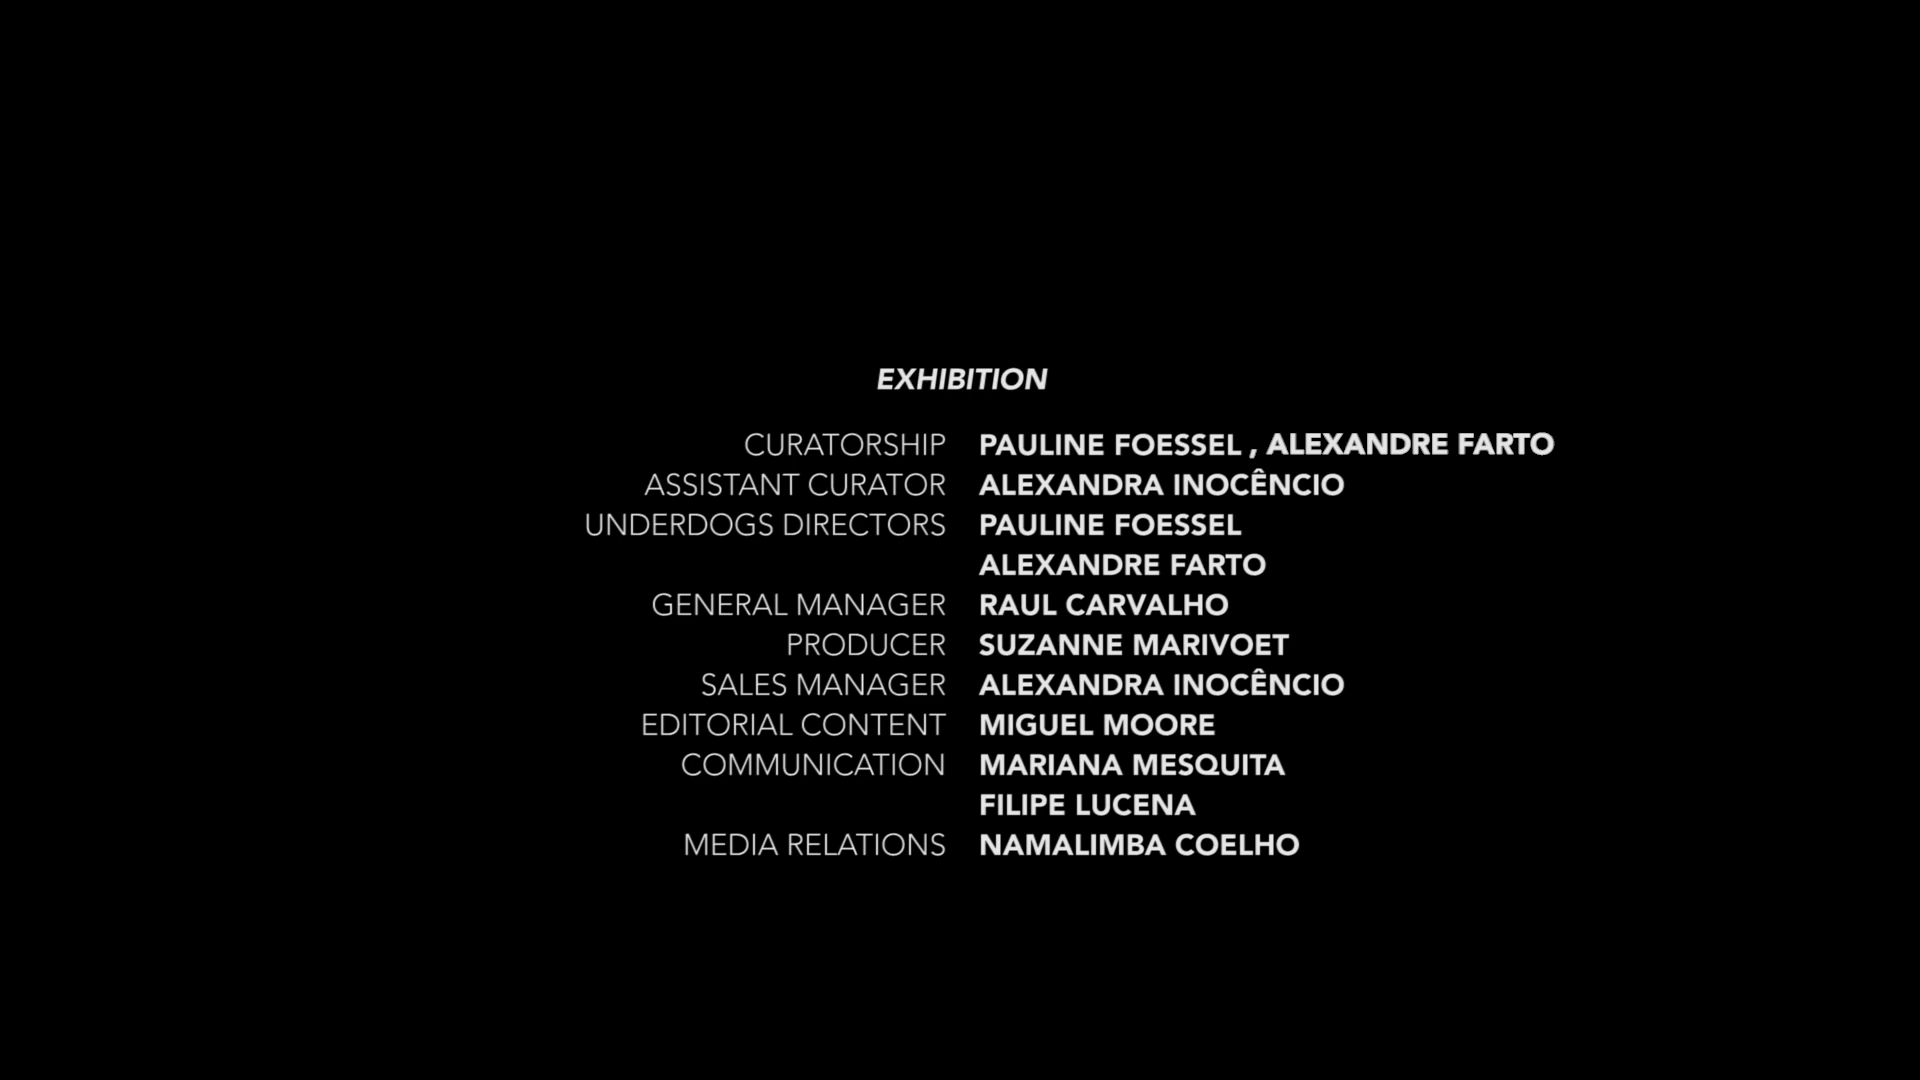 EXHIBITION
CURATORSHIP PAULINE FOESSEL , ALEXANDRE FARTO
ASSISTANT CURATOR ALEXANDRA INOCÊNCIO
UNDERDOGS DIRECTORS PAULINE FOESSEL
ALEXANDRE FARTO
GENERAL MANAGER RAUL CARVALHO
PRODUCER SUZANNE MARIVOET
SALES MANAGER ALEXANDRA INOCÊNCIO
EDITORIAL CONTENT MIGUEL MOORE
COMMUNICATION MARIANA MESQUITA
FILIPE LUCENA
MEDIA RELATIONS NAMALIMBA COELHO